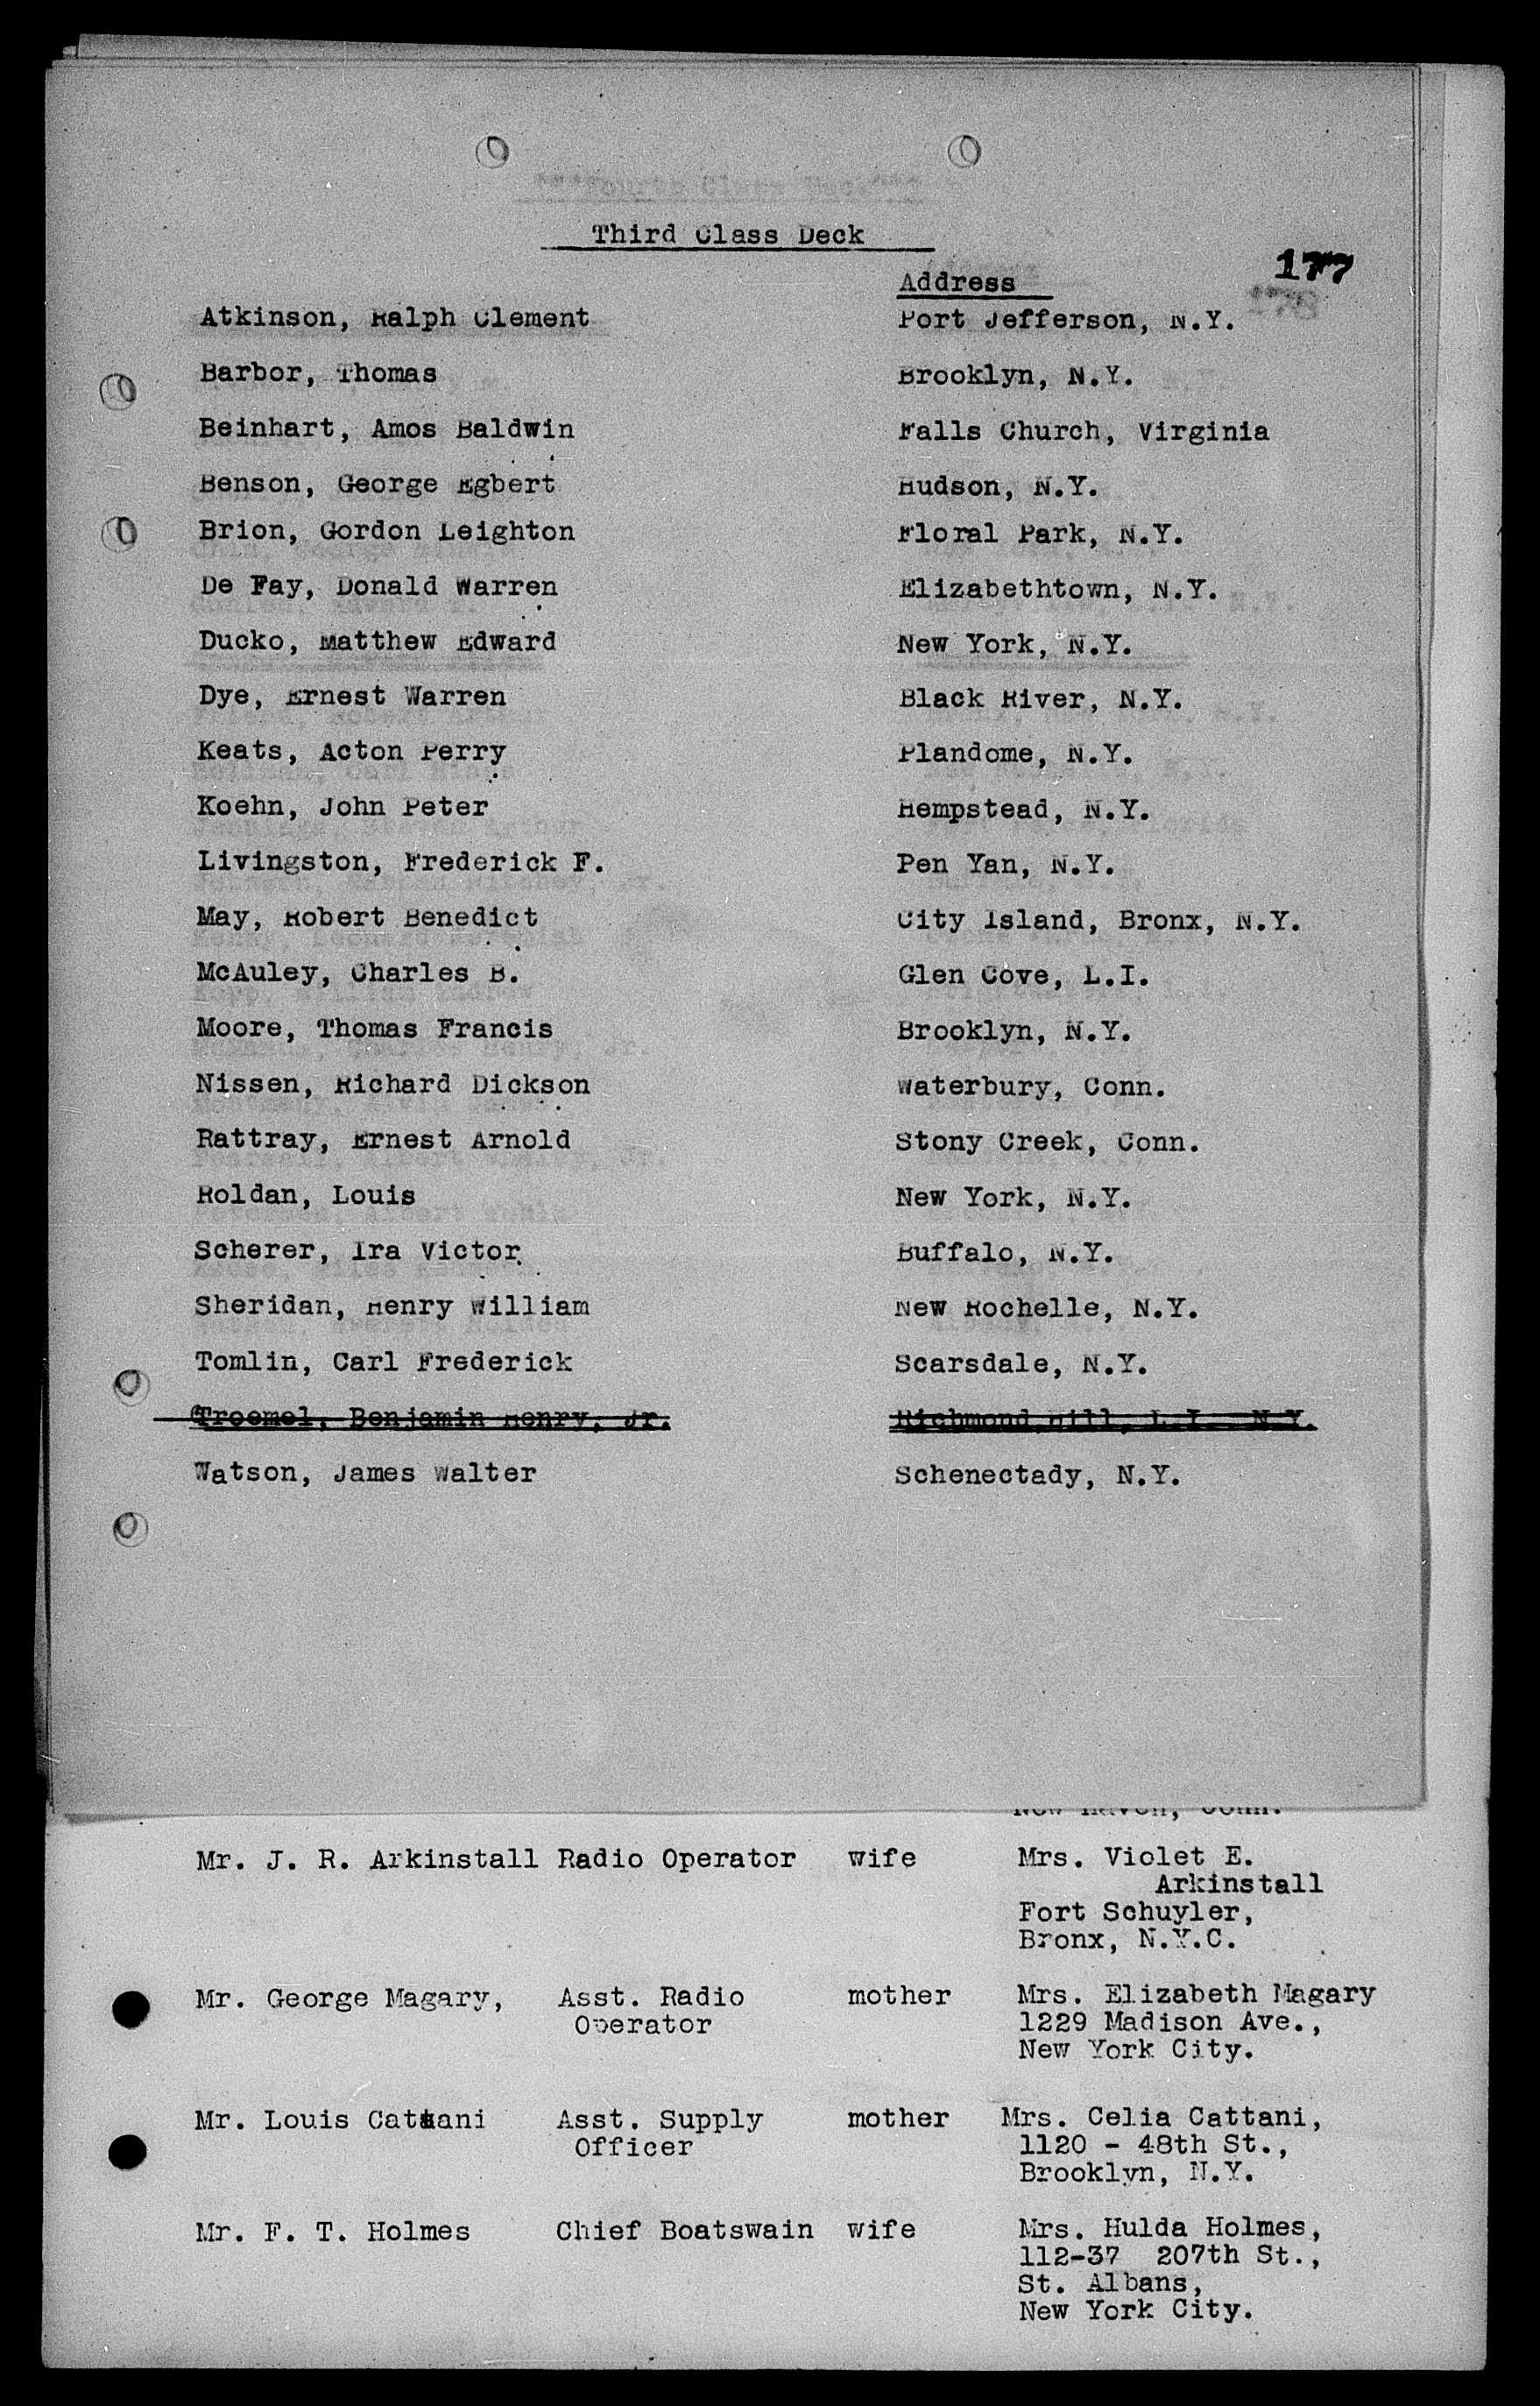 Third Class Deck
177
Address
Atkinson, Ralph Clement Port Jefferson, N.Y.
Barbor, Thomas Brooklyn, N.Y.
Beinhart, Amos Baldwin Falls Church, Virginia
Benson, George Egbert Hudson, N.Y.
Brion, Gordon Leighton Floral Park, N.Y.
De Fay, Donald Warren Elizabethtown, N.Y.
Ducko, Matthew Edward New York, N.Y.
Dye, Ernest Warren Black River, N.Y.
Keats, Acton Perry Plandome, N.Y.
Koehn, John Peter Hempstead, N.Y.
Livingston, Frederick F. Pen Yan, N.Y.
May, Robert Benedict City Island, Bronx, N.Y.
McAuley, Charles B. Glen Cove, L.I.
Moore, Thomas Francis Brooklyn, N.Y.
Nissen, Richard Dickson Waterbury, Conn.
Rattray, Ernest Arnold Stony Creek, Conn.
Roldan, Louis New York, N.Y.
Scherer, Ira Victor Buffalo, N.Y.
Sheridan, Henry William New Rochelle, N.Y.
Tomlin, Carl Frederick Scarsdale, N.Y.
Troemel, Benjamin Henry, Jr. Richmond Hill, L.I. N.Y.
Watson, James Walter Schenectady, N.Y.
New Haven, Conn.
Mr. J. R. Arkinstall Radio Operator wife Mrs. Violet E.
Arkinstall
Fort Schuyler,
Bronx, N.Y.C.
Mr. George Magary, Asst. Radio mother Mrs. Elizabeth Magary
Operator 1229 Madison Ave.,
New York City.
Mr. Louis Cattani Asst. Supply mother Mrs. Celia Cattani,
Officer 1120 - 48th St.,
Brooklyn, N.Y.
Mr. F. T. Holmes Chief Boatswain wife Mrs. Hulda Holmes,
112-37 207th St.,
St. Albans,
New York City.